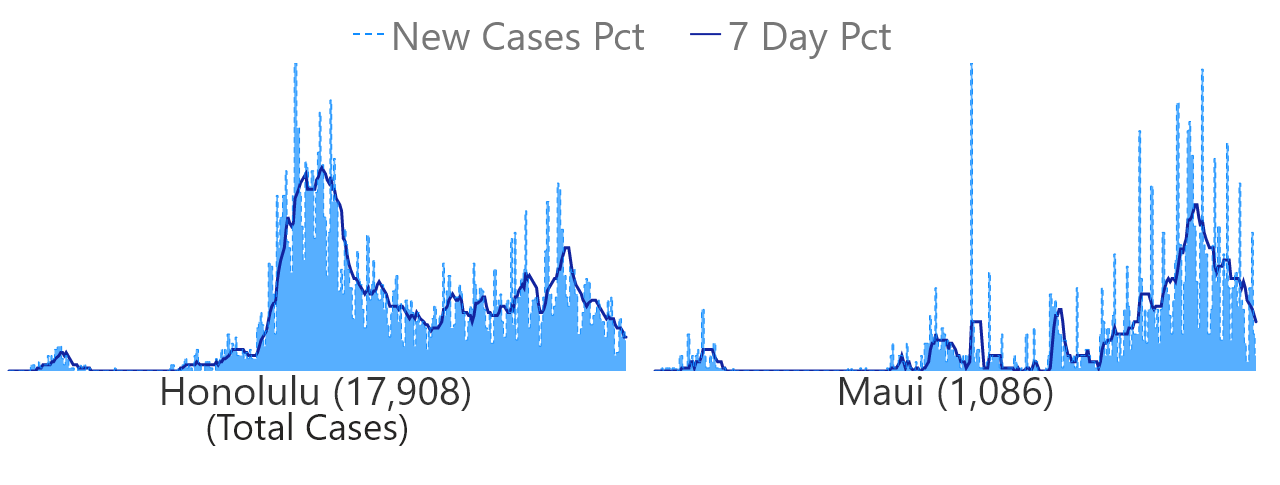 New Cases Pct 7 Day Pct
Honolulu (17,908) Maui (1,086)
(Total Cases)